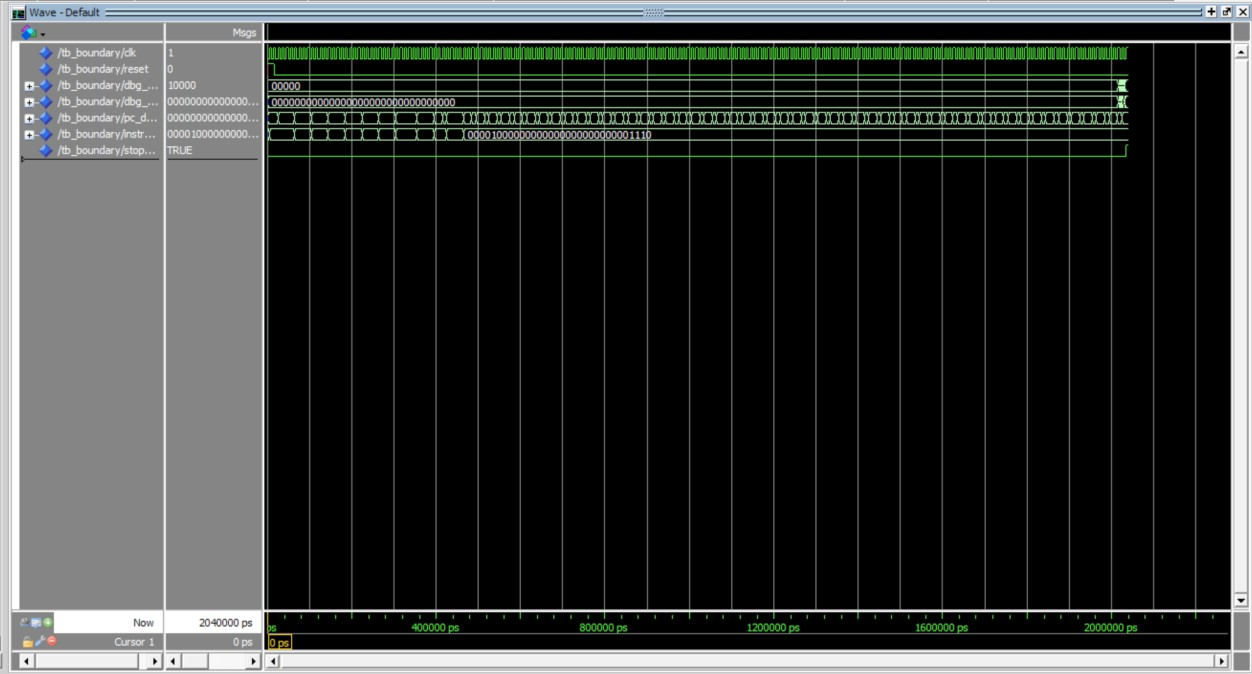 Wave - Default
Msgs
/tb_boundary/clk 1
/tb_boundary/reset 0
/tb_boundary/dbg_... 10000
/tb_boundary/dbg_... 00000000000000...
/tb_boundary/pc_d... 00000000000000...
/tb_boundary/instr... 00001000000000...
/tb_boundary/stop... TRUE
00000
00000000000000000000000000000000
00001000000000000000000000001110
Now 2040000 ps
Cursor 1 0 ps
ps 400000 ps 800000 ps 1200000 ps 1600000 ps 2000000 ps
0 ps